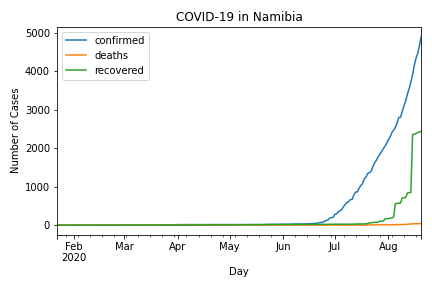 COVID-19 in Namibia
confirmed
deaths
recovered
5000
4000
3000
2000
1000
0
Number of Cases
Feb Mar Apr May Jun Jul Aug
2020
Day